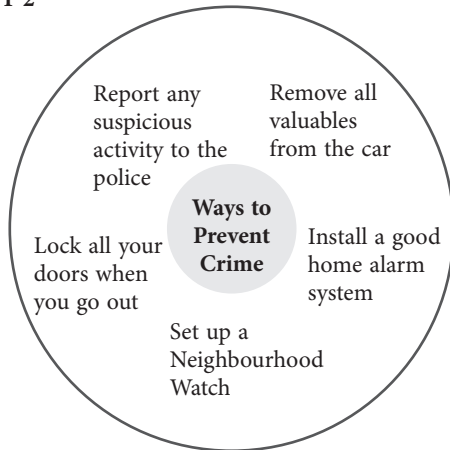 Report any
suspicious
activity to the
police
Remove all
valuables
from the car
Ways to
Prevent
Crime
Lock all your
doors when
you go out
Install a good
home alarm
system
Set up a
Neighbourhood
Watch